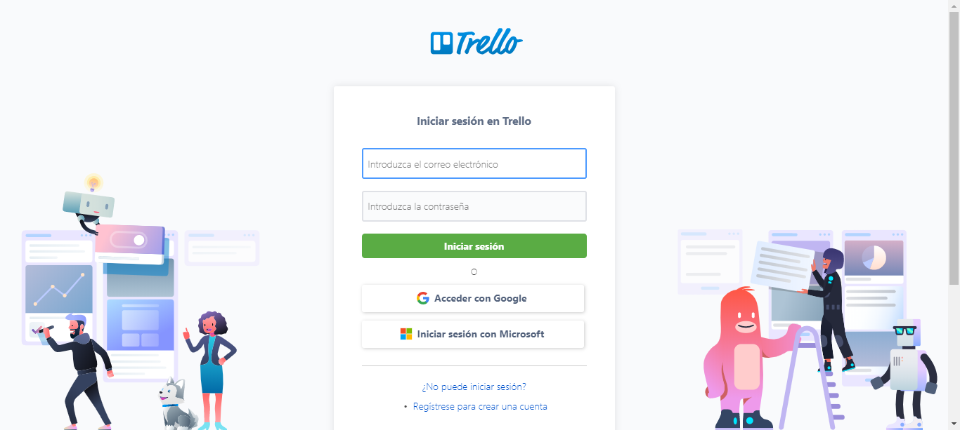 Trello
Iniciar sesión en Trello
Introduzca el correo electrónico
Introduzca la contraseña
Iniciar sesión
O
Acceder con Google
Iniciar sesión con Microsoft
¿No puede iniciar sesión?
• Regístrese para crear una cuenta